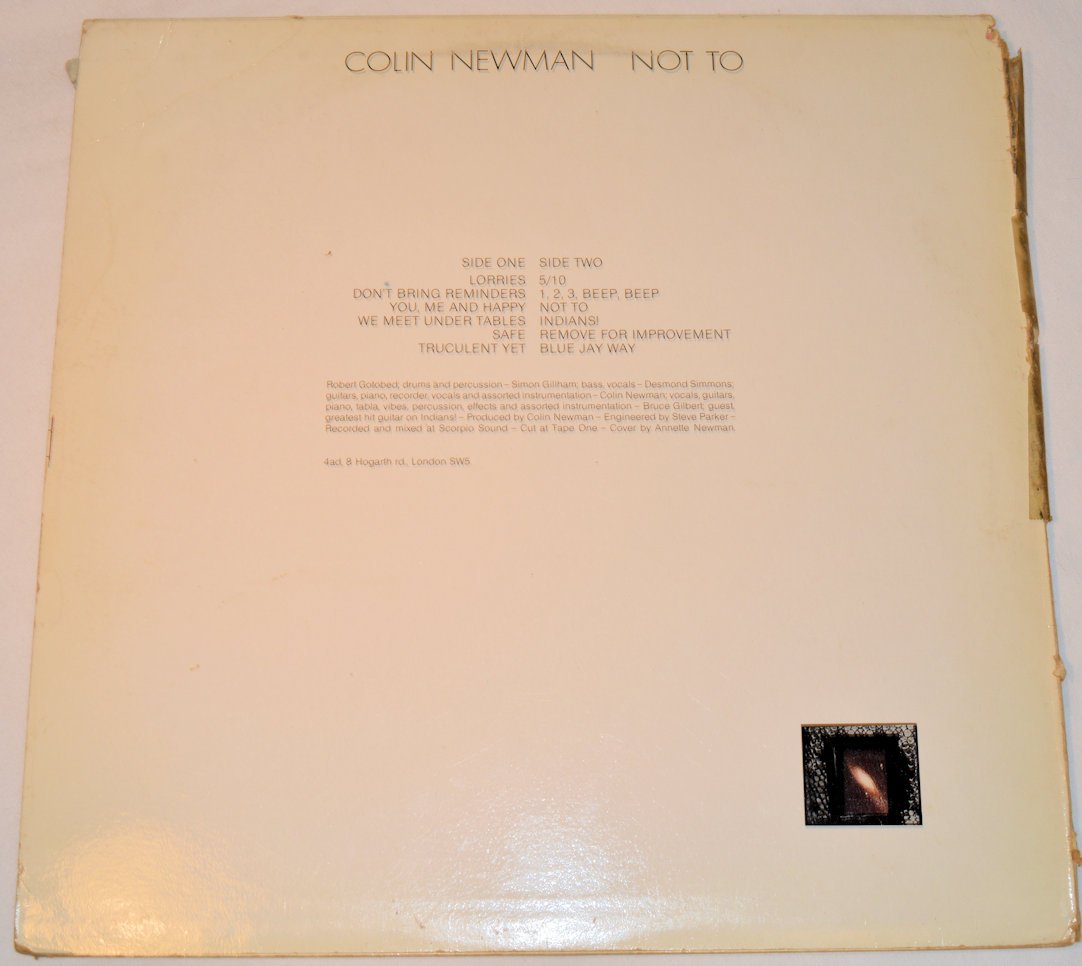 COLIN NEWMAN NOT TO
SIDE ONE SIDE TWO
LORRIES 5/10
DON'T BRING REMINDERS 1, 2, 3, BEEP, BEEP
YOU, ME AND HAPPY NOT TO
WE MEET UNDER TABLES INDIANS!
SAFE REMOVE FOR IMPROVEMENT
TRUCULENT YET BLUE JAY WAY
Robert Gotobed; drums and percussion – Simon Gillham; bass, vocals – Desmond Simmons;
guitars, piano, recorder, vocals and assorted instrumentation – Colin Newman; vocals, guitars,
piano, tabla, vibes, percussion, effects and assorted instrumentation – Bruce Gilbert; guest,
greatest hit guitar on Indians! – Produced by Colin Newman – Engineered by Steve Parker –
Recorded and mixed at Scorpio Sound – Cut at Tape One – Cover by Annette Newman.
4ad, 8 Hogarth rd., London SW5